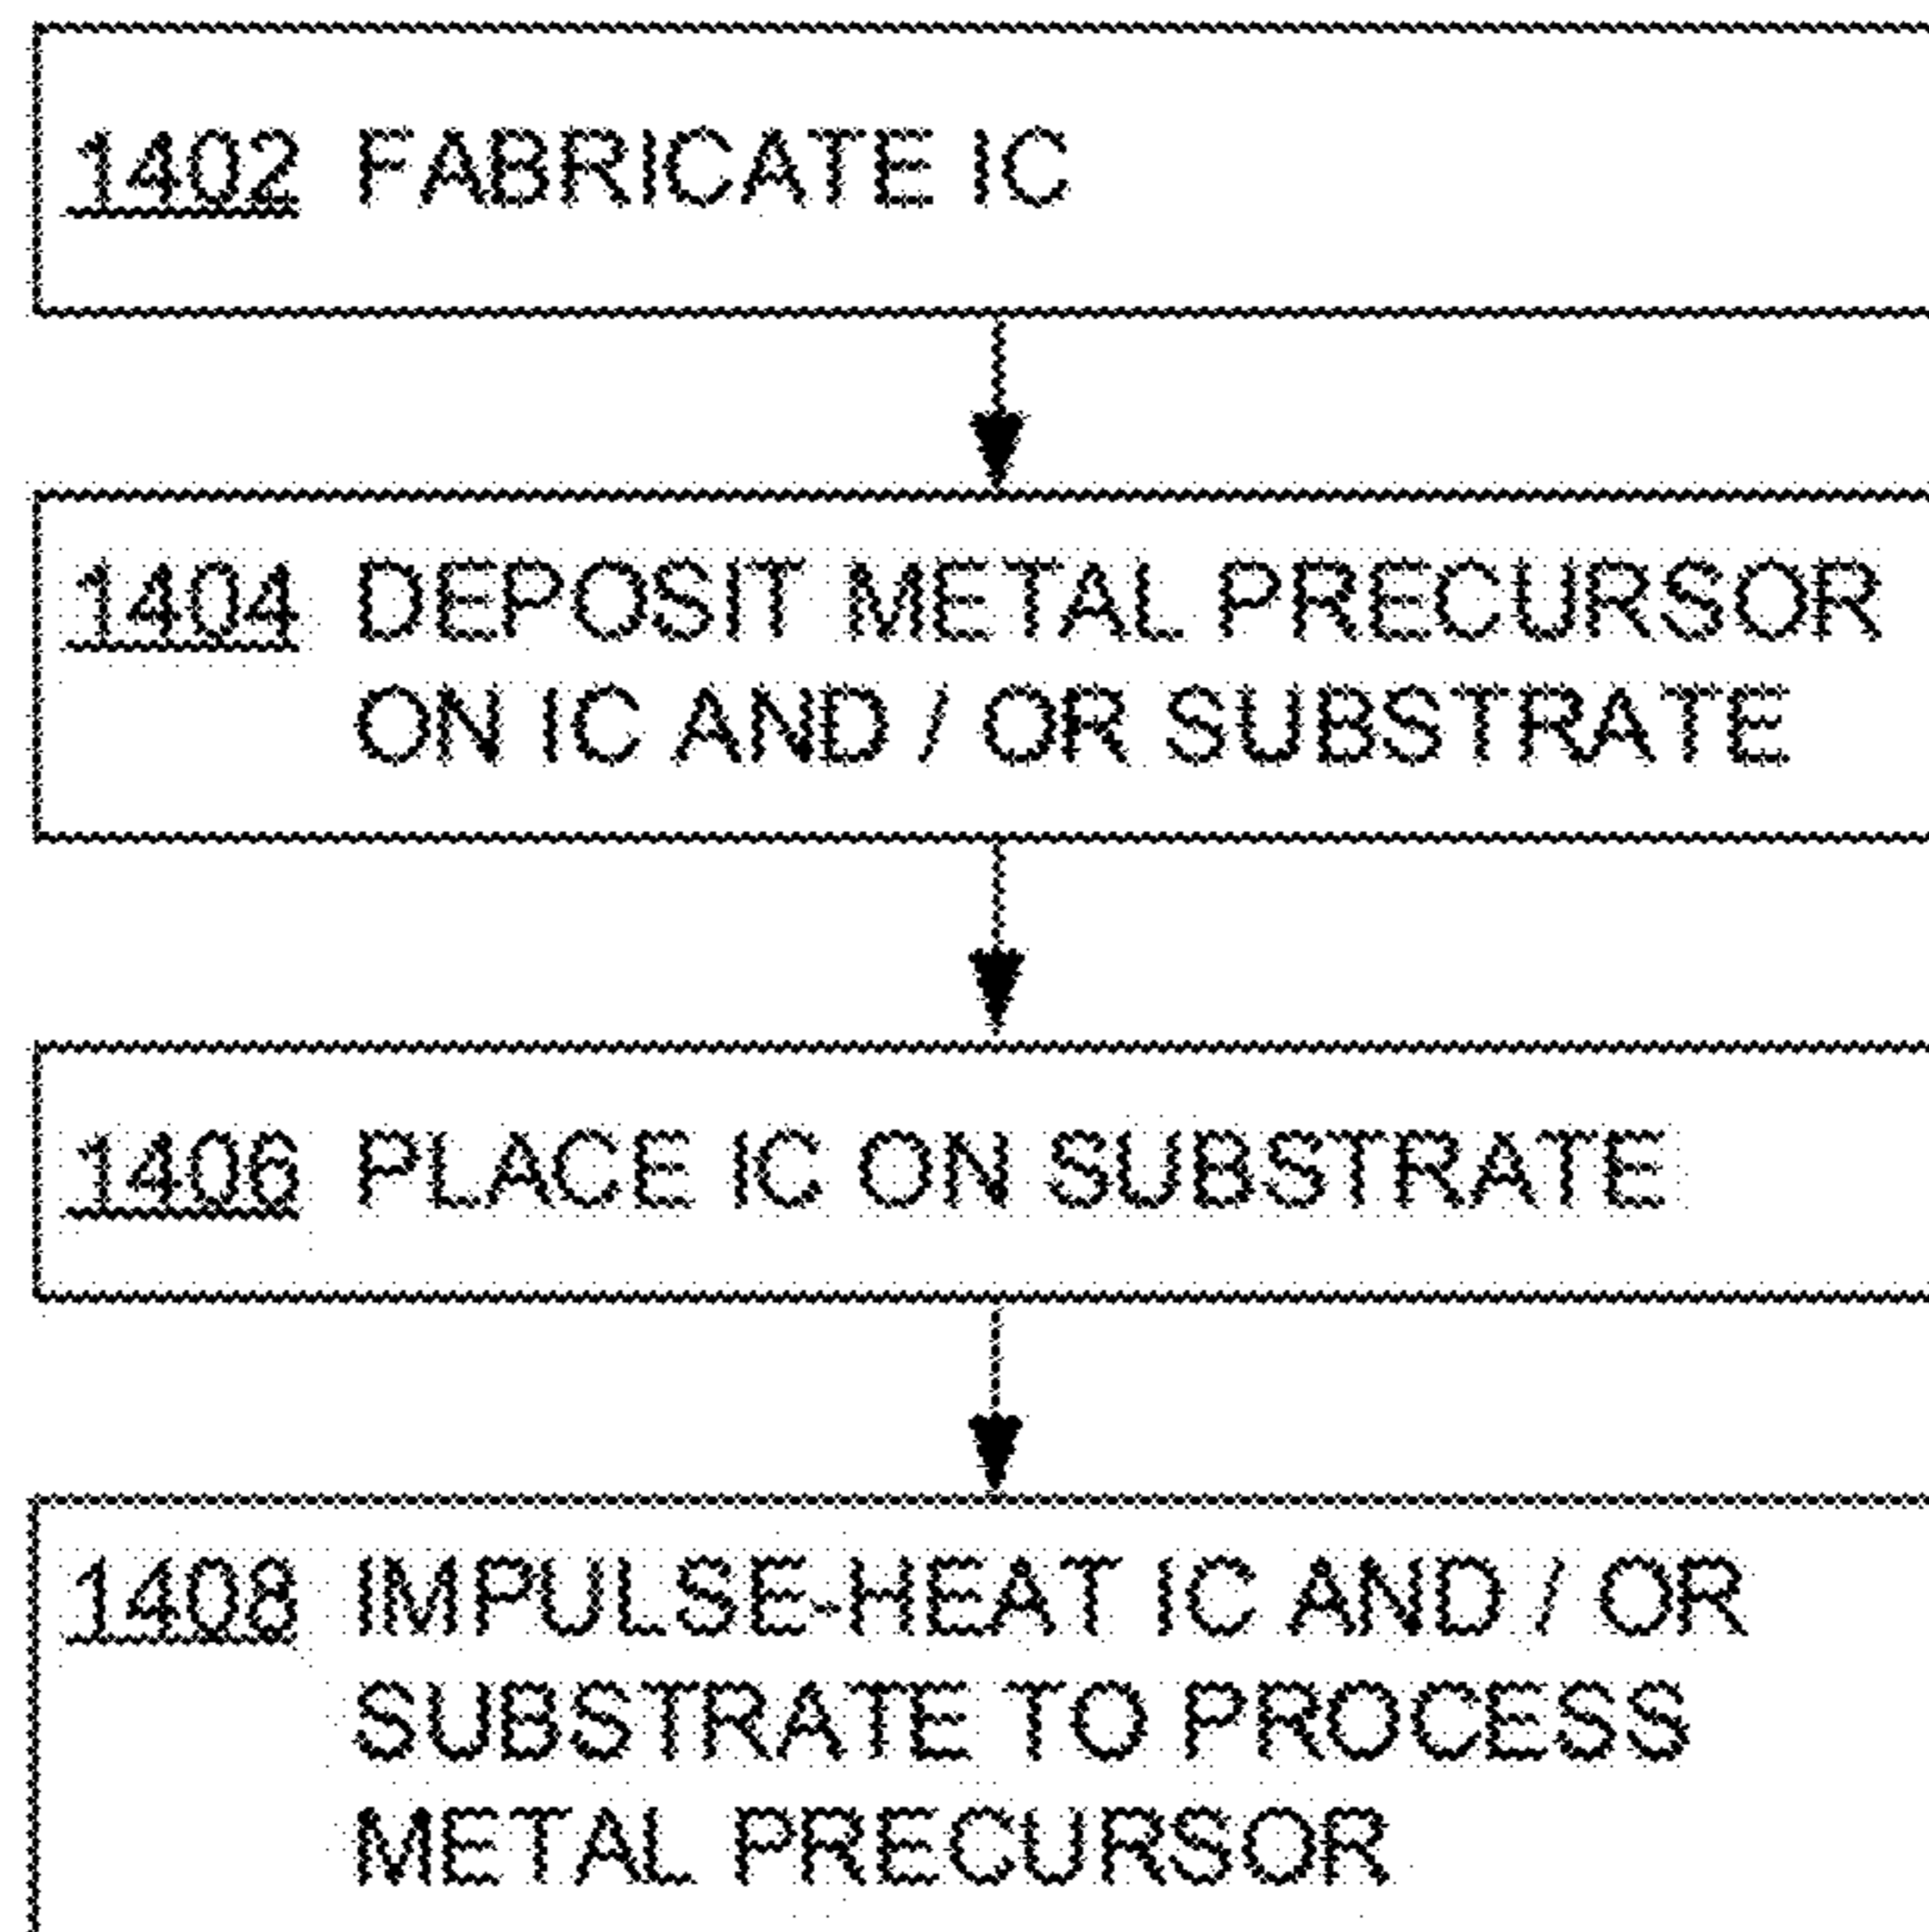 1402 FABRICATE IC
1404 DEPOSIT METAL PRECURSOR
ON IC AND / OR SUBSTRATE
1406 PLACE IC ON SUBSTRATE
1408 IMPULSE-HEAT IC AND / OR
SUBSTRATE TO PROCESS
METAL PRECURSOR